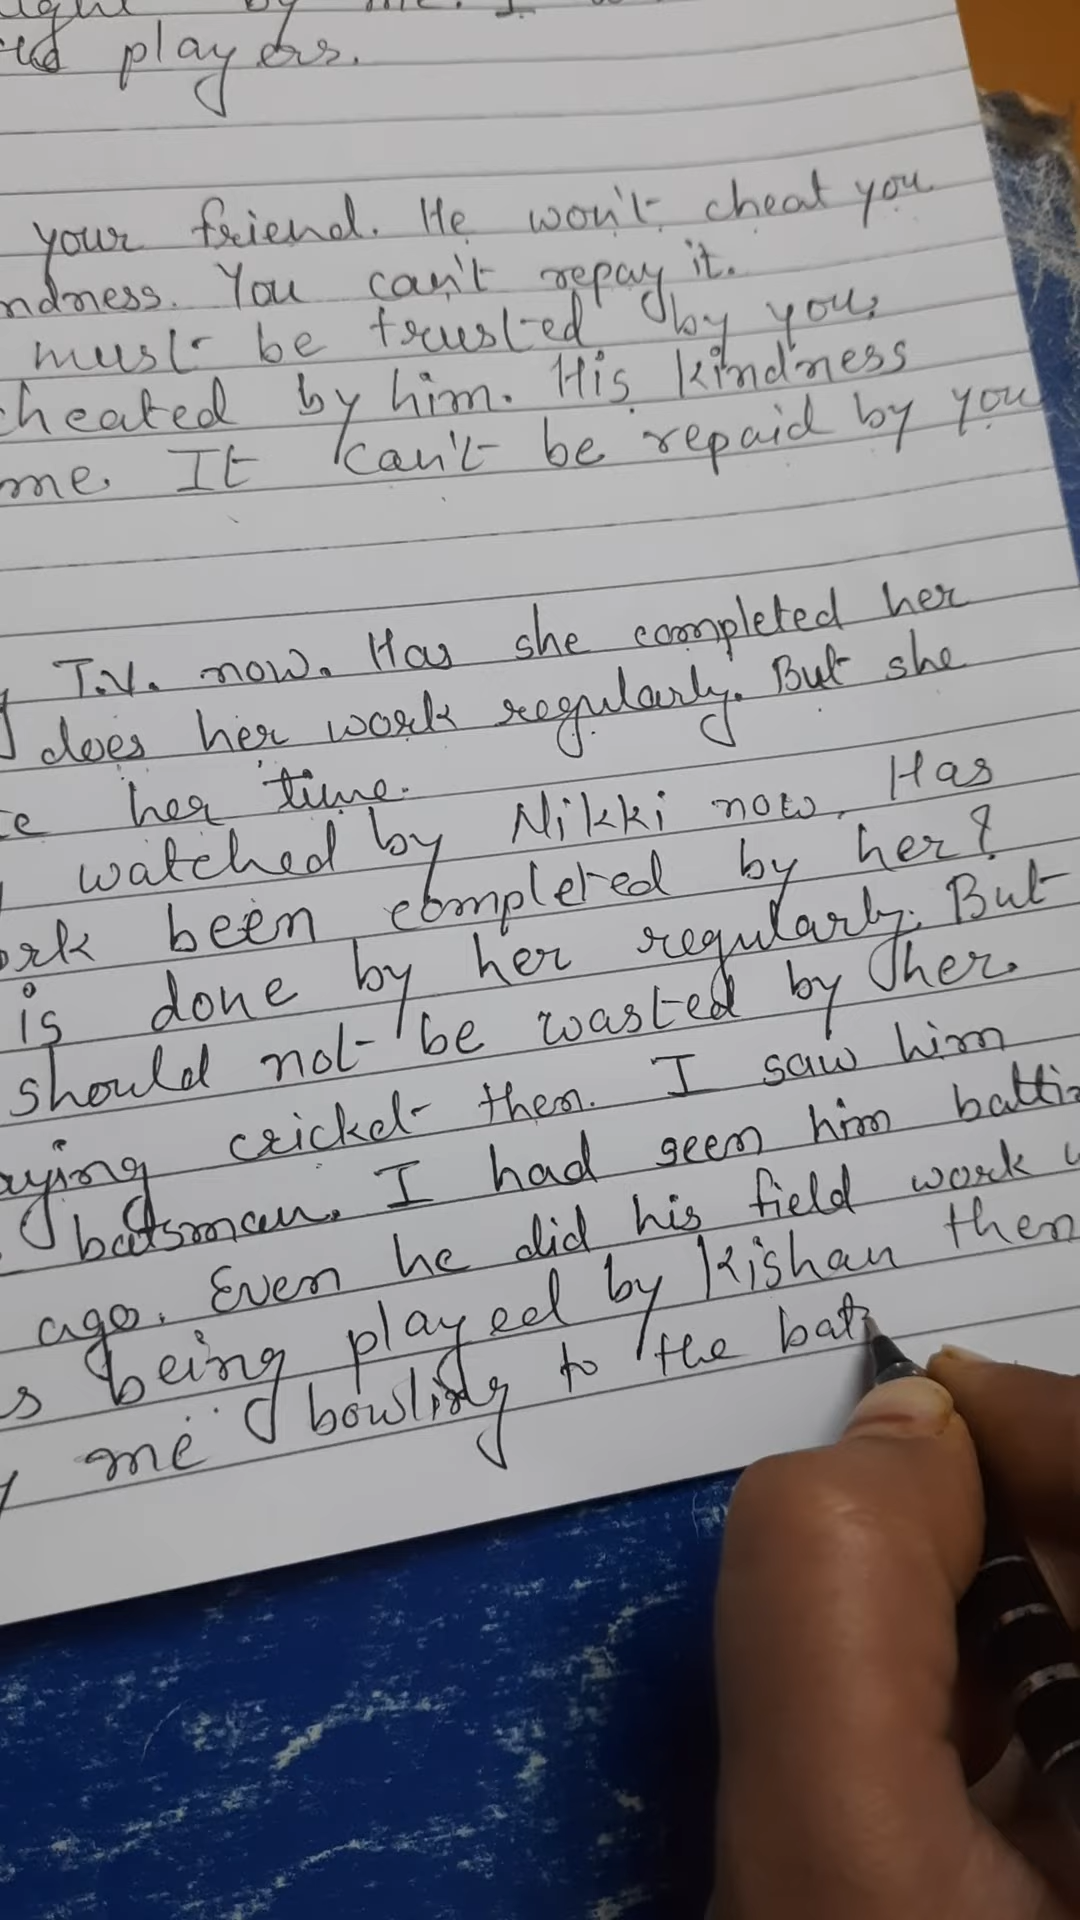 by me. I
players.
your friend. He won't cheat you
ndness. You can't repay it.
must be trusted by you.
heated by him. His kindness
me. It can't be repaid by you
T.V. now. Has she completed her
does her work regularly. But she
her time.
watched by Nikki now. Has
ork been completed by her?
is done by her regularly. But
should not be wasted by her.
aying cricket then. I saw him
batsman. I had seen him batti
ago. Even he did his field work
s being played by Kishan then
me bowling to the bat